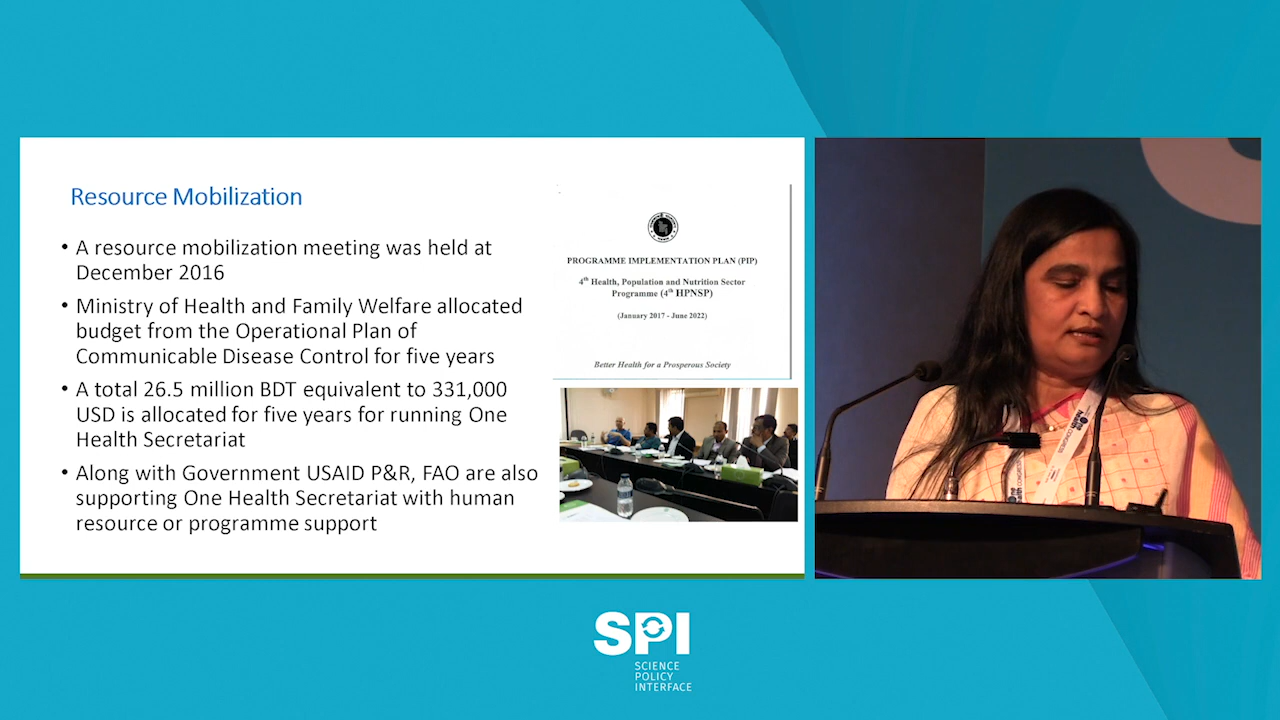 Resource Mobilization
• A resource mobilization meeting was held at
December 2016
• Ministry of Health and Family Welfare allocated
budget from the Operational Plan of
Communicable Disease Control for five years
• A total 26.5 million BDT equivalent to 331,000
USD is allocated for five years for running One
Health Secretariat
• Along with Government USAID P&R, FAO are also
supporting One Health Secretariat with human
resource or programme support
PROGRAMME IMPLEMENTATION PLAN (PIP)
4th Health, Population and Nutrition Sector
Programme (4th HPNSP)
(January 2017 - June 2022)
Better Health for a Prosperous Society
SPI
SCIENCE
POLICY
INTERFACE